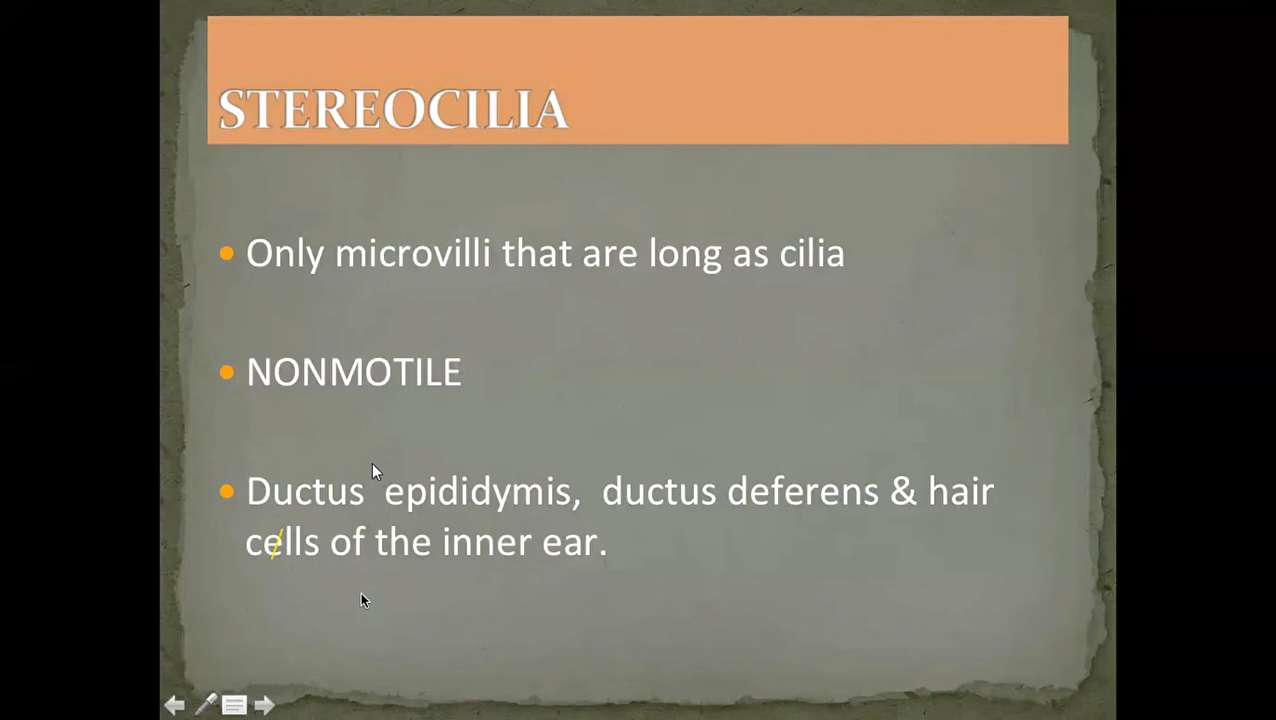 STEREOCILIA
Only microvilli that are long as cilia
NONMOTILE
Ductus epididymis, ductus deferens & hair
cells of the inner ear.